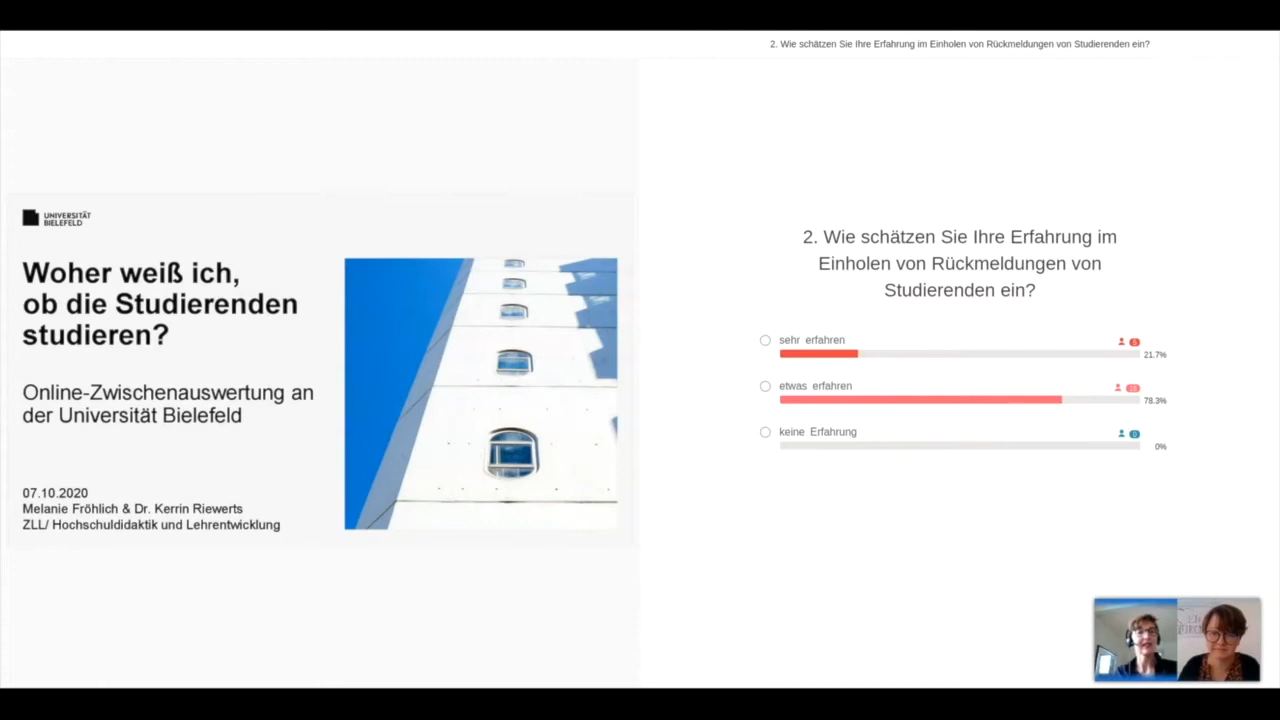 2. Wie schätzen Sie Ihre Erfahrung im Einholen von Rückmeldungen von Studierenden ein?
UNIVERSITÄT
BIELEFELD
Woher weiß ich,
ob die Studierenden
studieren?
Online-Zwischenauswertung an
der Universität Bielefeld
07.10.2020
Melanie Fröhlich & Dr. Kerrin Riewerts
ZLL/ Hochschuldidaktik und Lehrentwicklung
2. Wie schätzen Sie Ihre Erfahrung im
Einholen von Rückmeldungen von
Studierenden ein?
sehr erfahren
21.7%
etwas erfahren
78.3%
keine Erfahrung
0
0%